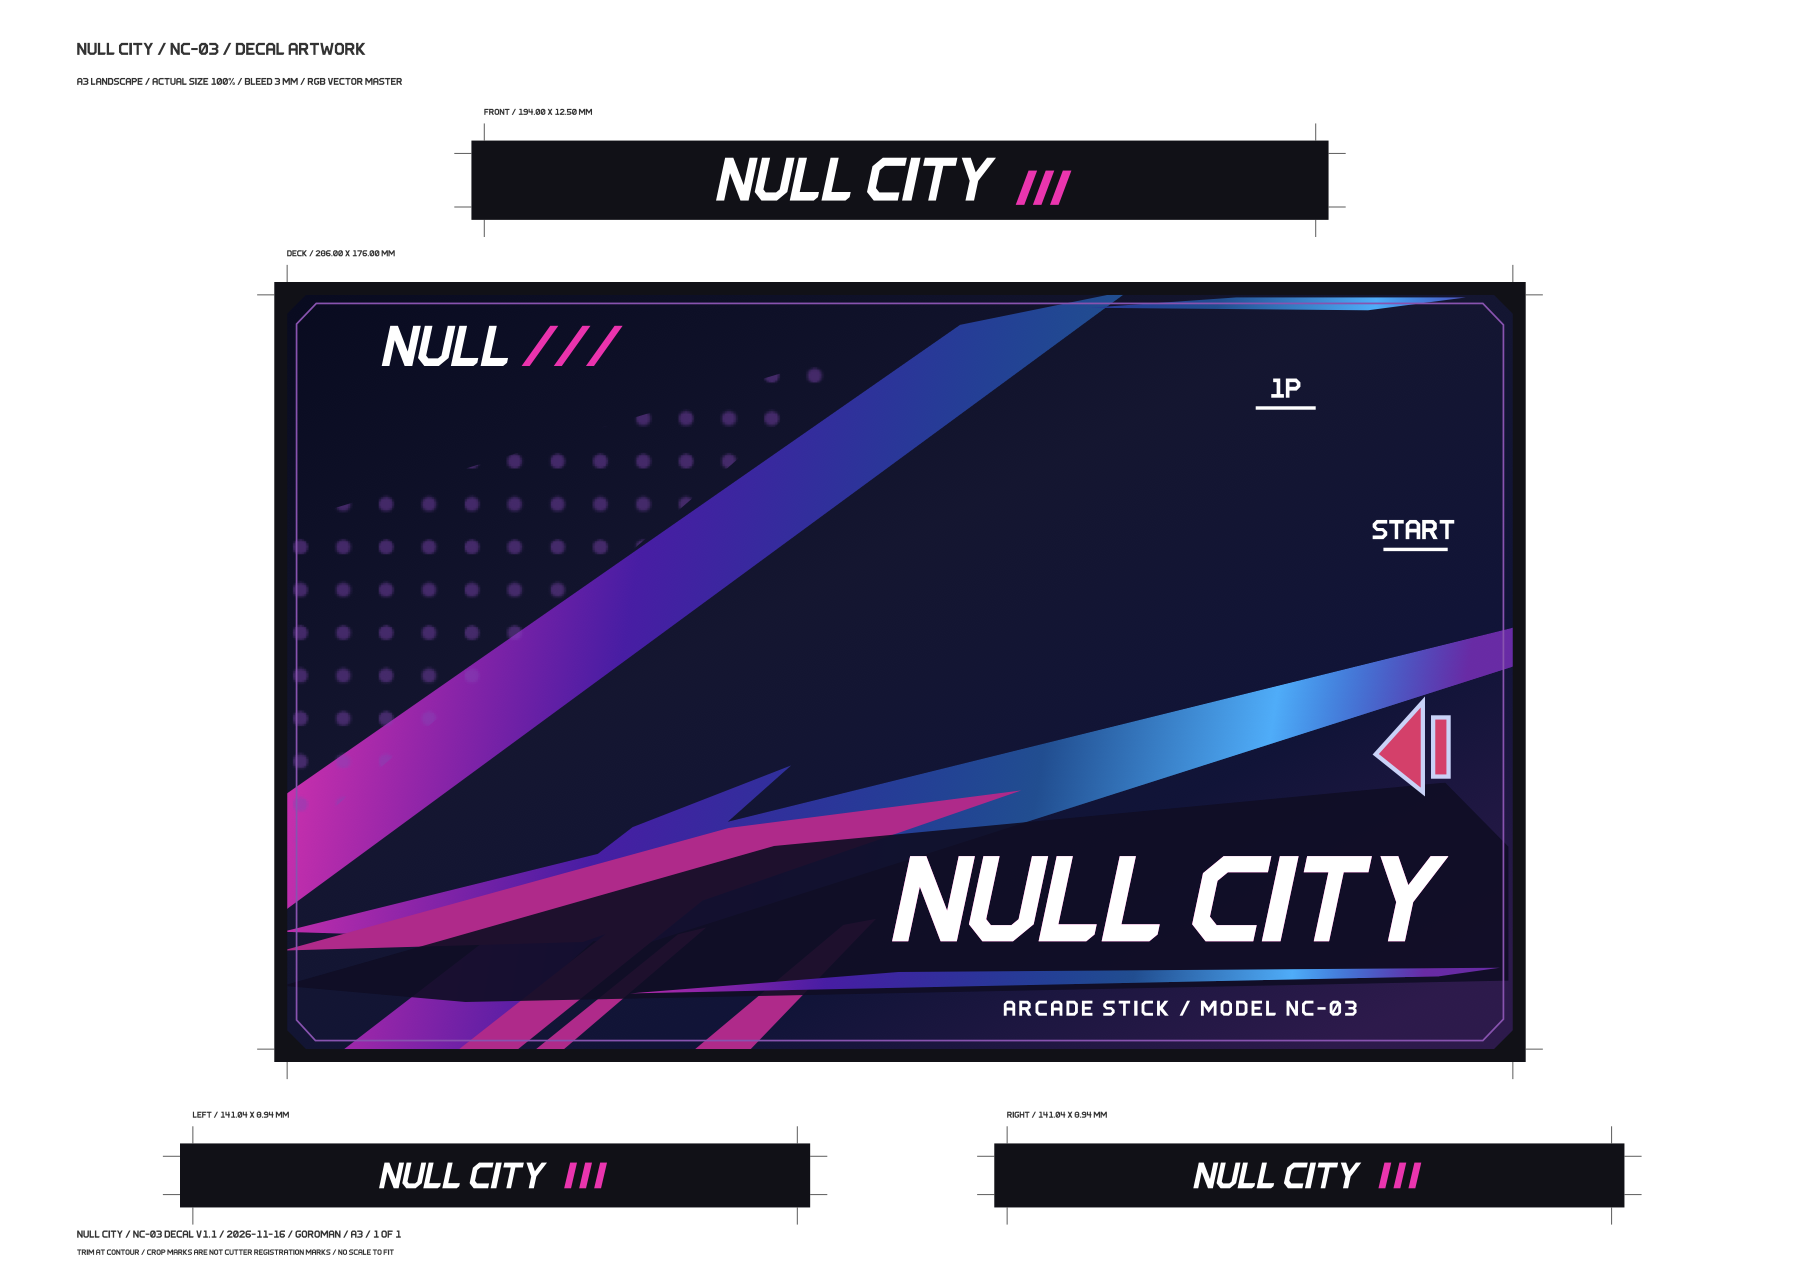 NULL CITY / NC-03 / DECAL ARTWORK
A3 LANDSCAPE / ACTUAL SIZE 100% / BLEED 3 MM / RGB VECTOR MASTER
FRONT / 194.00 X 12.50 MM
NULL CITY ///
DECK / 286.00 X 176.00 MM
NULL ///
1P
START
NULL CITY
ARCADE STICK / MODEL NC-03
LEFT / 141.04 X 8.94 MM
RIGHT / 141.04 X 8.94 MM
NULL CITY ///
NULL CITY ///
NULL CITY / NC-03 DECAL V1.1 / 2026-11-16 / GOROMAN / A3 / 1 OF 1
TRIM AT CONTOUR / CROP MARKS ARE NOT CUTTER REGISTRATION MARKS / NO SCALE TO FIT